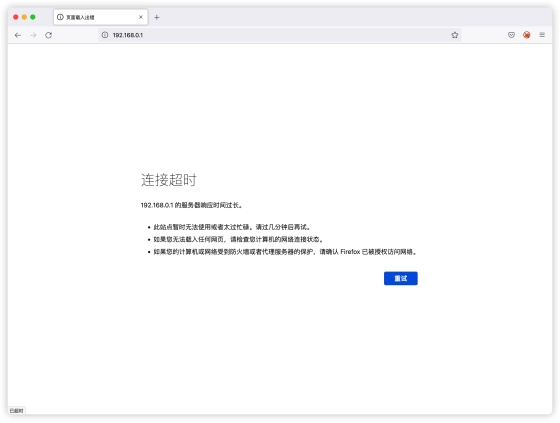 页面载入出错
192.168.0.1
连接超时
192.168.0.1 的服务器响应时间过长。
此站点暂时无法使用或者太过忙碌。请过几分钟后再试。
如果您无法载入任何网页，请检查您计算机的网络连接状态。
如果您的计算机或网络受到防火墙或者代理服务器的保护，请确认 Firefox 已被授权访问网络。
重试
已超时